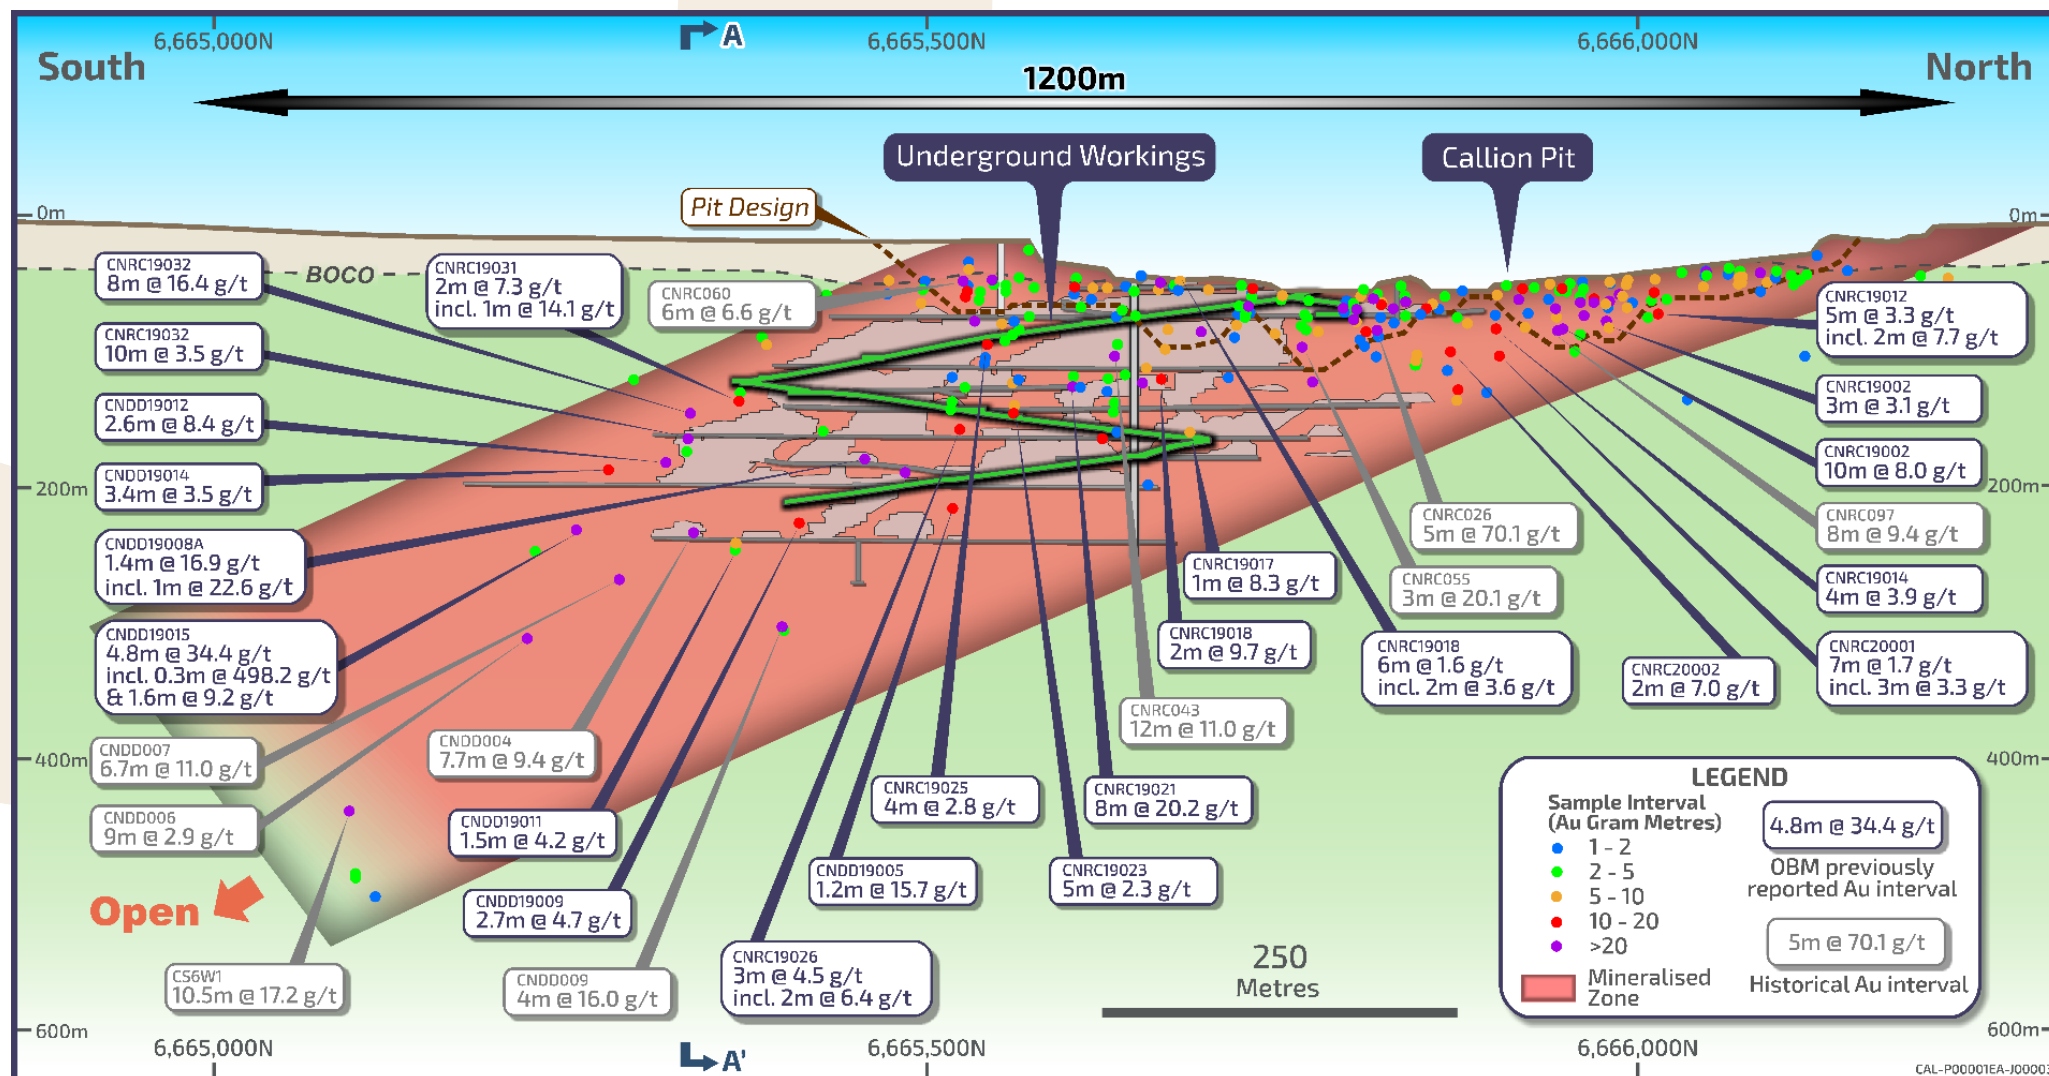 6,665,000N
A
6,665,500N
6,666,000N
South
North
1200m
Underground Workings
Callion Pit
Pit Design
0m
0m
BOCO
CNRC19032
8m @ 16.4 g/t
CNRC19031
2m @ 7.3 g/t
incl. 1m @ 14.1 g/t
CNRC060
6m @ 6.6 g/t
CNRC19012
5m @ 3.3 g/t
incl. 2m @ 7.7 g/t
CNRC19032
10m @ 3.5 g/t
CNRC19002
3m @ 3.1 g/t
CNDD19012
2.6m @ 8.4 g/t
CNRC19002
10m @ 8.0 g/t
CNDD19014
3.4m @ 3.5 g/t
200m
200m
CNRC026
5m @ 70.1 g/t
CNRC097
8m @ 9.4 g/t
CNDD19008A
1.4m @ 16.9 g/t
incl. 1m @ 22.6 g/t
CNRC19017
1m @ 8.3 g/t
CNRC055
3m @ 20.1 g/t
CNRC19014
4m @ 3.9 g/t
CNDD19015
4.8m @ 34.4 g/t
incl. 0.3m @ 498.2 g/t
& 1.6m @ 9.2 g/t
CNRC19018
2m @ 9.7 g/t
CNRC19018
6m @ 1.6 g/t
incl. 2m @ 3.6 g/t
CNRC20002
2m @ 7.0 g/t
CNRC20001
7m @ 1.7 g/t
incl. 3m @ 3.3 g/t
CNRC043
12m @ 11.0 g/t
CNDD007
6.7m @ 11.0 g/t
CNDD004
7.7m @ 9.4 g/t
400m
400m
CNDD006
9m @ 2.9 g/t
CNDD19011
1.5m @ 4.2 g/t
CNRC19025
4m @ 2.8 g/t
CNRC19021
8m @ 20.2 g/t
CNDD19005
1.2m @ 15.7 g/t
CNRC19023
5m @ 2.3 g/t
CNDD19009
2.7m @ 4.7 g/t
Open
CS6W1
10.5m @ 17.2 g/t
CNDD009
4m @ 16.0 g/t
CNRC19026
3m @ 4.5 g/t
incl. 2m @ 6.4 g/t
250
Metres
LEGEND
Sample Interval
(Au Gram Metres)
1 - 2
2 - 5
5 - 10
10 - 20
>20
Mineralised
Zone
4.8m @ 34.4 g/t
OBM previously
reported Au interval
5m @ 70.1 g/t
Historical Au interval
600m
600m
6,665,000N
A'
6,665,500N
6,666,000N
CAL-P00001EA-J00003